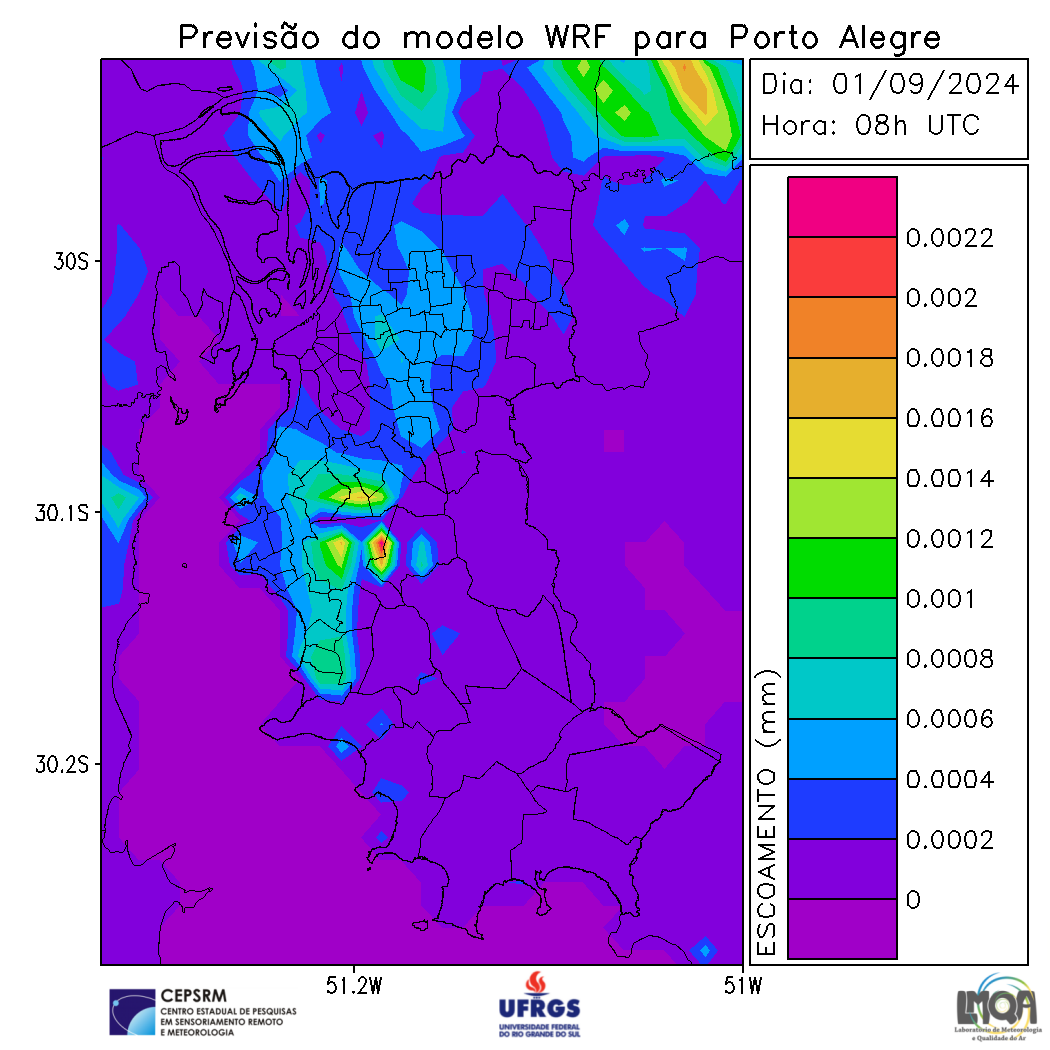 Previsão do modelo WRF para Porto Alegre
Dia: 01/09/2024
Hora: 08h UTC
30S
30.1S
30.2S
51.2W
51W
ESCOAMENTO (mm)
0.0022
0.002
0.0018
0.0016
0.0014
0.0012
0.001
0.0008
0.0006
0.0004
0.0002
0
CEPSRM
CENTRO ESTADUAL DE PESQUISAS
EM SENSORIAMENTO REMOTO
E METEOROLOGIA
UFRGS
UNIVERSIDADE FEDERAL
DO RIO GRANDE DO SUL
LMQA
Laboratório de Meteorologia
e Qualidade do Ar